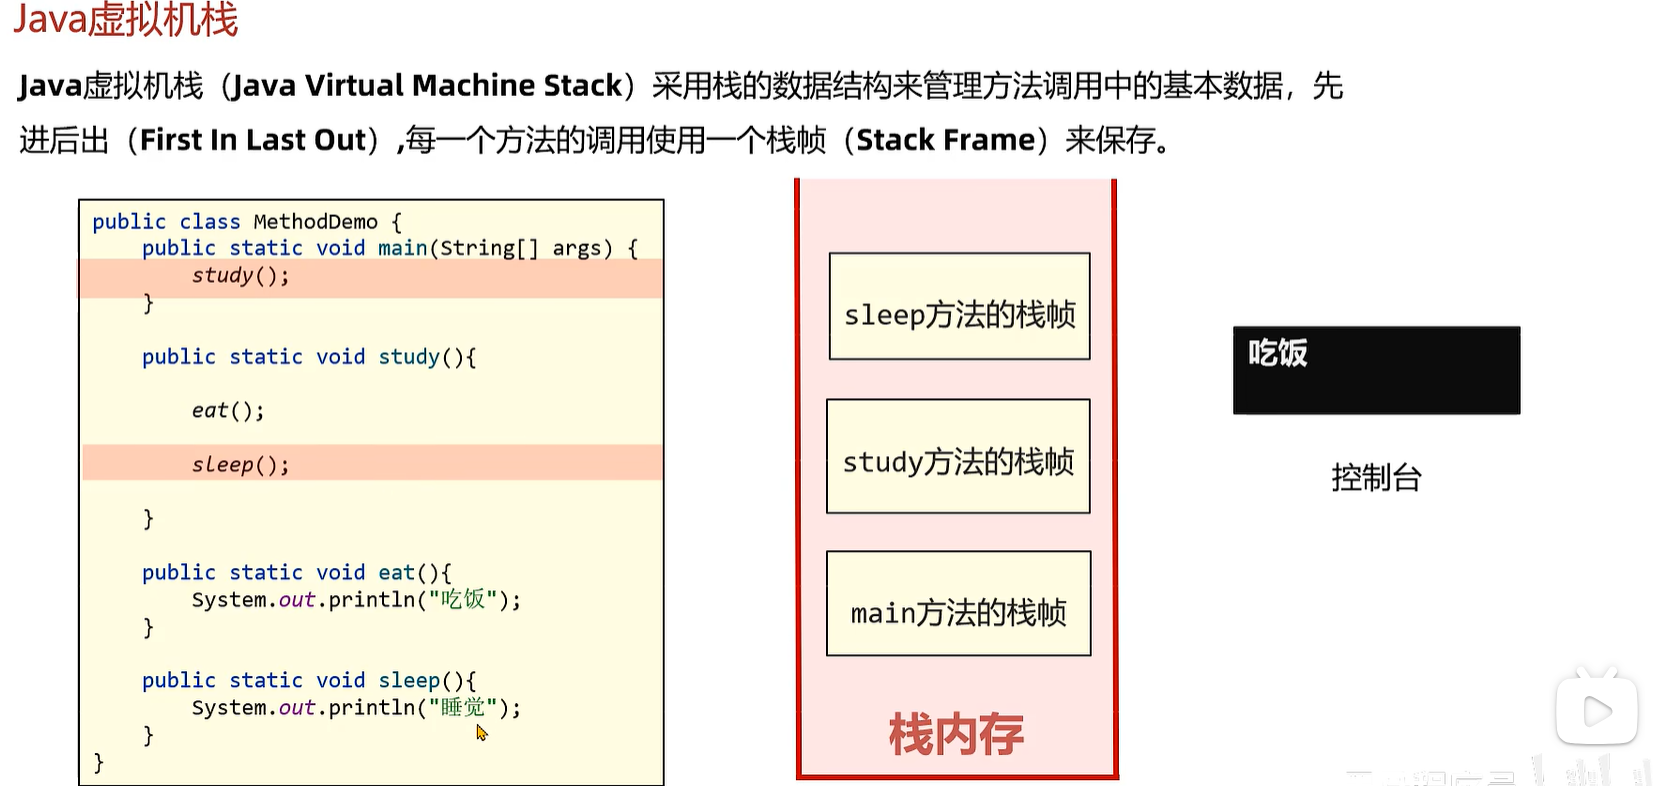 Java虚拟机栈
Java虚拟机栈（Java Virtual Machine Stack）采用栈的数据结构来管理方法调用中的基本数据，先
进后出（First In Last Out）,每一个方法的调用使用一个栈帧（Stack Frame）来保存。
public class MethodDemo {
public static void main(String[] args) {
study();
}
public static void study(){
eat();
sleep();
}
public static void eat(){
System.out.println("吃饭");
}
public static void sleep(){
System.out.println("睡觉");
}
}
sleep方法的栈帧
study方法的栈帧
main方法的栈帧
栈内存
吃饭
控制台